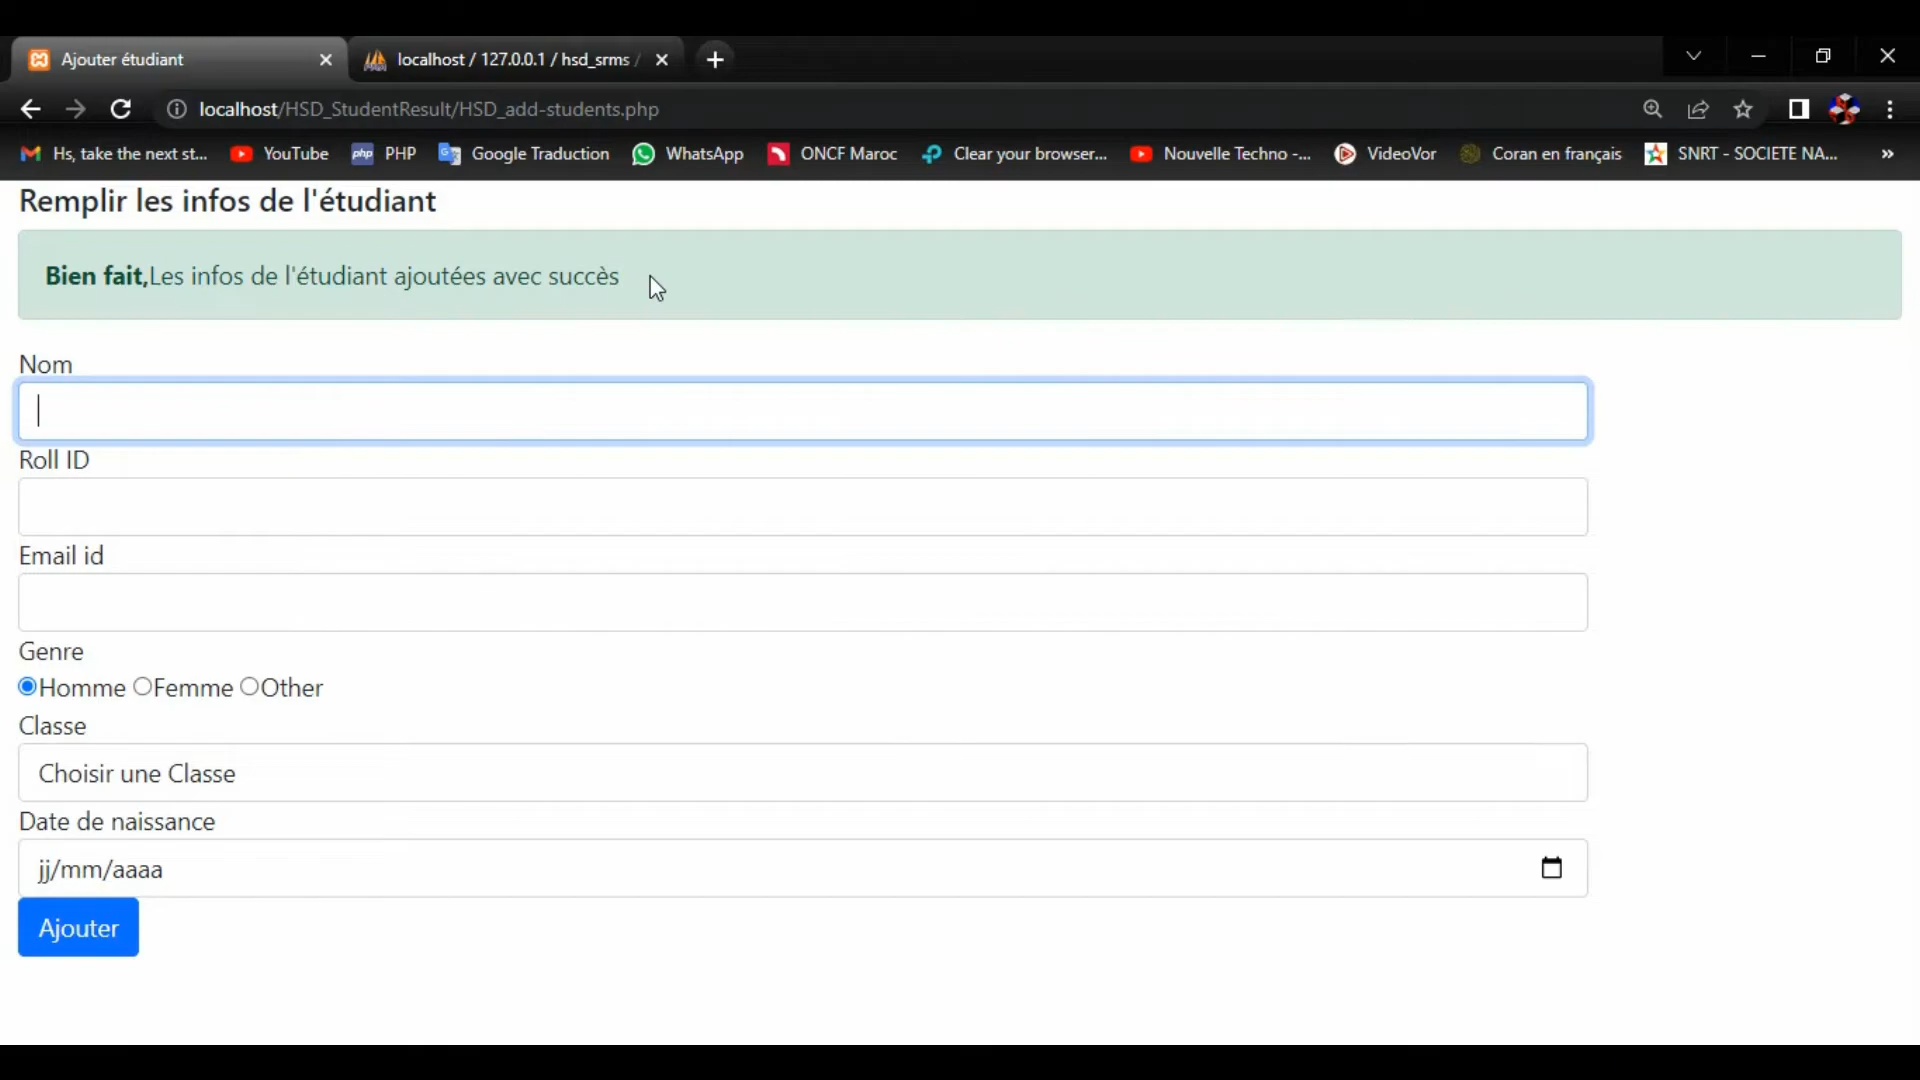 Ajouter étudiant
localhost / 127.0.0.1 / hsd_srms /
localhost/HSD_StudentResult/HSD_add-students.php
Hs, take the next st... YouTube php PHP Google Traduction WhatsApp ONCF Maroc Clear your browser... Nouvelle Techno -... VideoVor Coran en français SNRT - SOCIETE NA... »
Remplir les infos de l'étudiant
Bien fait,Les infos de l'étudiant ajoutées avec succès
Nom
Roll ID
Email id
Genre
Homme Femme Other
Classe
Choisir une Classe
Date de naissance
jj/mm/aaaa
Ajouter